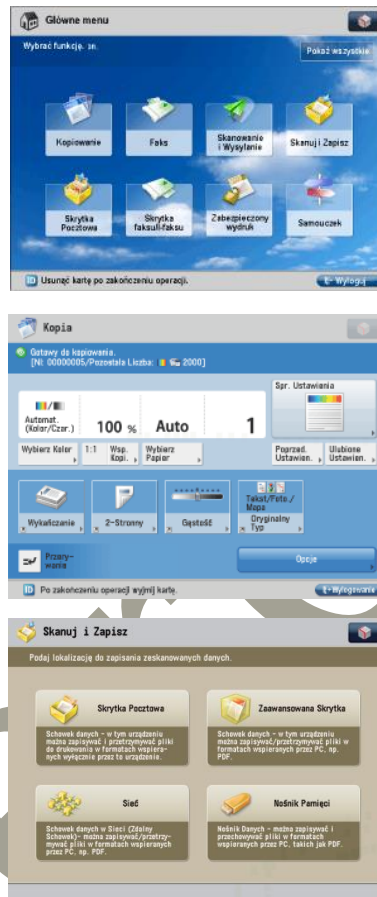 Główne menu
Wybrać funkcję.
Pokaż wszystkie
Kopiowanie
Faks
Skanowanie
i Wysyłanie
Skanuj i Zapisz
Skrytka
Pocztowa
Skrytka
faksuIl-faksu
Zabezpieczony
wydruk
Samouczek
ID Usunąć kartę po zakończeniu operacji.
Wyloguj
Kopia
Gotowy do kopiowania.
[NI: 00000005/Pozostała Liczba: 2000]
Spr. Ustawienia
Automat.
(Kolor/Czar.)
100 % Auto 1
Wybierz Kolor
1:1
Wsp.
Kopi.
Wybierz
Papier
Poprzed.
Ustawien.
Ulubione
Ustawien.
Wykańczanie
2-Stronny
Gęstość
Tekst/Foto./
Mapa
Oryginalny
Typ
Przery-
wanie
Opcje
ID Po zakończeniu operacji wyjmij kartę.
Wylogowanie
Skanuj i Zapisz
Podaj lokalizację do zapisania zeskanowanych danych.
Skrytka Pocztowa
Schowek danych - w tym urządzeniu
można zapisywać i przetrzymywać pliki
do drukowania w formatach wspiera-
nych wyłącznie przez to urządzenie.
Zaawansowana Skrytka
Schowek danych - w tym urządzeniu
można zapisywać/przetrzymywać pliki w
formatach wspieranych przez PC, np.
PDF.
Sieć
Schowek danych w Sieci (Zdalny
Schowek)- można zapisywać/przetrzy-
mywać pliki w formatach wspieranych
przez PC, np. PDF.
Nośnik Pamięci
Nośnik Danych - można zapisywać i
przechowywać pliki w formatach
wspieranych przez PC, takich jak PDF.